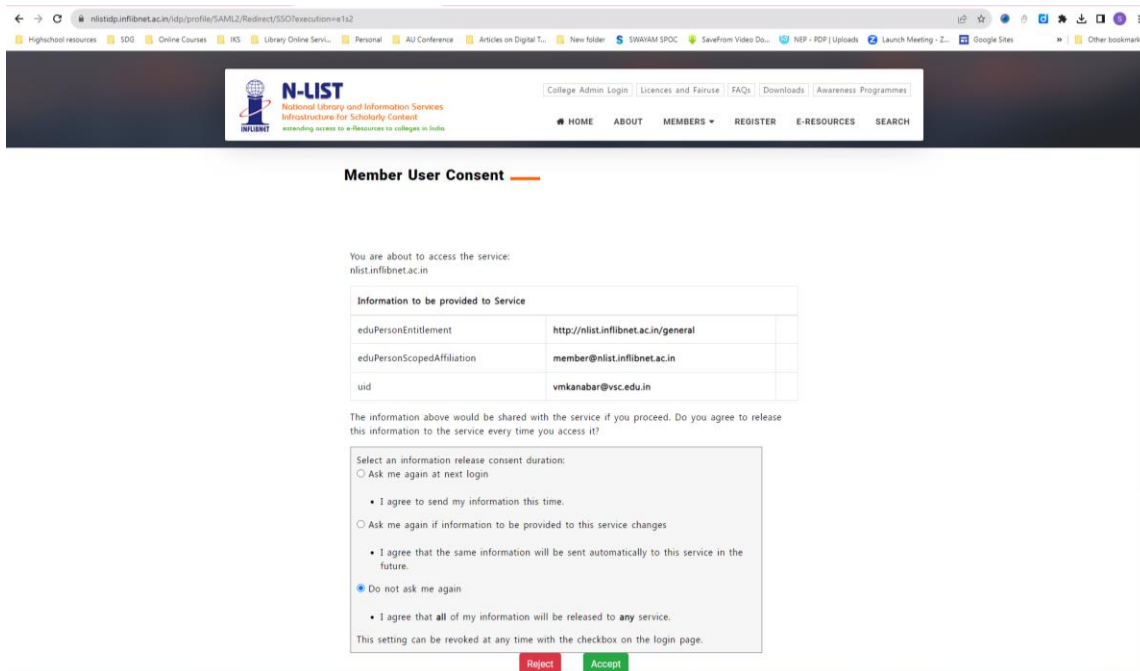 nlistidp.inflibnet.ac.in/idp/profile/SAML2/Redirect/SSO?execution=e1s2
Highschool resources SDG Online Courses IKS Library Online Servi... Personal AU Conference Articles on Digital T... New folder SWAYAM SPOC SaveFrom Video Do... NEP - PDP | Uploads Launch Meeting - Z... Google Sites » Other bookmark
N-LIST
National Library and Information Services
Infrastructure for Scholarly Content
extending access to e-Resources to colleges in India
INFLIBNET
College Admin Login Licences and Fairuse FAQs Downloads Awareness Programmes
HOME ABOUT MEMBERS REGISTER E-RESOURCES SEARCH
Member User Consent
You are about to access the service:
nlist.inflibnet.ac.in
Information to be provided to Service
eduPersonEntitlement http://nlist.inflibnet.ac.in/general
eduPersonScopedAffiliation member@nlist.inflibnet.ac.in
uid vmkanabar@vsc.edu.in
The information above would be shared with the service if you proceed. Do you agree to release
this information to the service every time you access it?
Select an information release consent duration:
Ask me again at next login
• I agree to send my information this time.
Ask me again if information to be provided to this service changes
• I agree that the same information will be sent automatically to this service in the
future.
Do not ask me again
• I agree that all of my information will be released to any service.
This setting can be revoked at any time with the checkbox on the login page.
Reject Accept